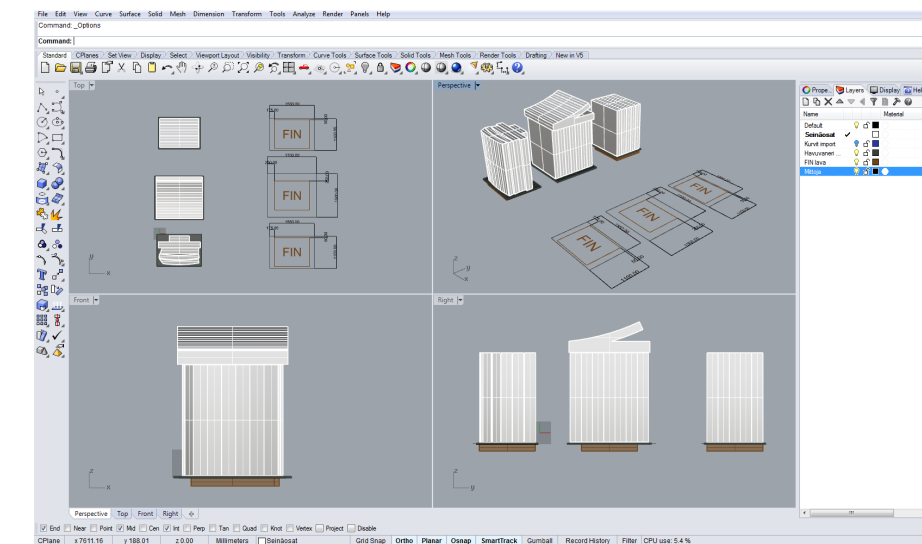 File Edit View Curve Surface Solid Mesh Dimension Transform Tools Analyze Render Panels Help
Command: _Options
Command:
Standard CPlanes Set View Display Select Viewport Layout Visibility Transform Curve Tools Surface Tools Solid Tools Mesh Tools Render Tools Drafting New in V5
Top
Perspective
Prope... Layers Display Hel
Name Material
Default
Seinäosat
Kurvit import
Havuvaneri ...
FIN lava
Mittoja
FIN
FIN
FIN
FIN
FIN
FIN
y
x
z
y
x
Front
Right
z
x
z
y
Perspective Top Front Right
End Near Point Mid Cen Int Perp Tan Quad Knot Vertex Project Disable
CPlane x 7611.16 y 188.01 z 0.00 Millimeters Seinäosat Grid Snap Ortho Planar Osnap SmartTrack Gumball Record History Filter CPU use: 5.4 %